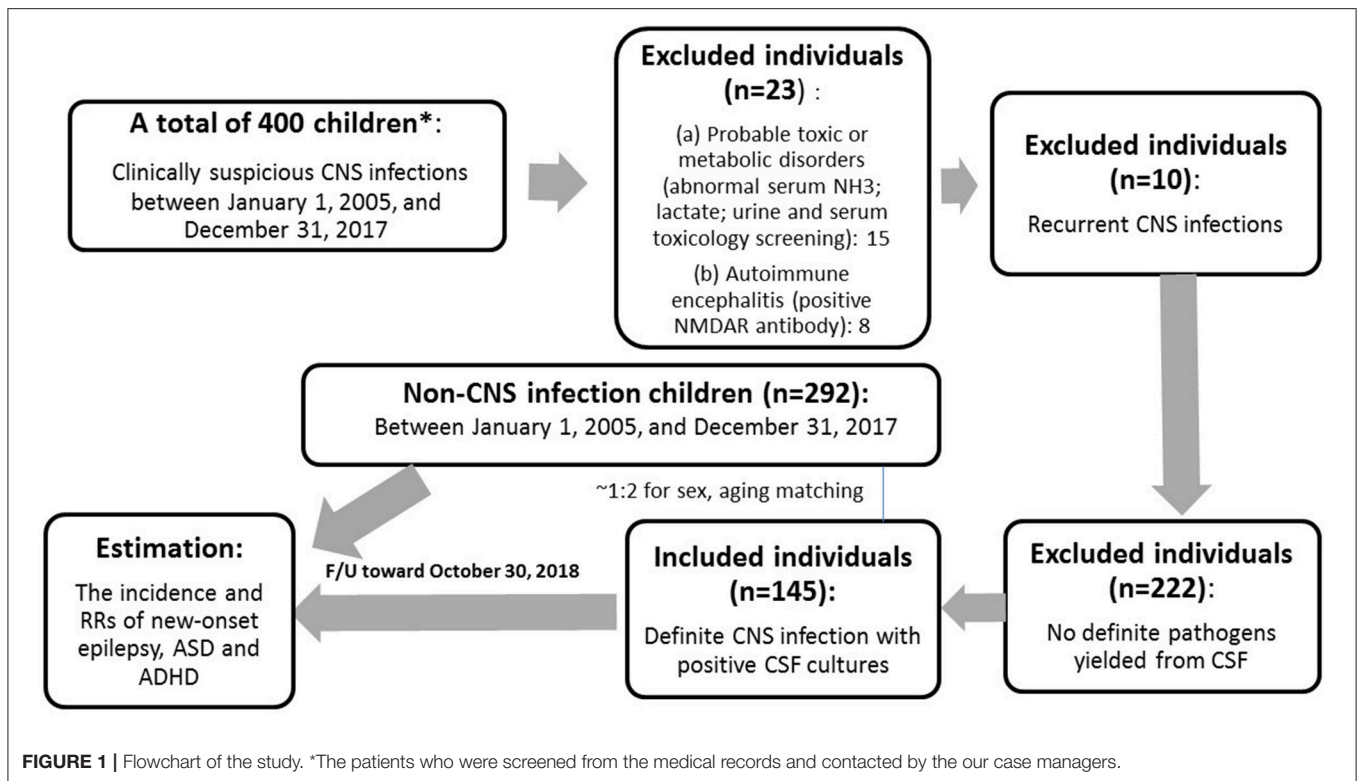 A total of 400 children*:
Clinically suspicious CNS infections
between January 1, 2005, and
December 31, 2017
Excluded individuals
(n=23) :
(a) Probable toxic or
metabolic disorders
(abnormal serum NH3;
lactate; urine and serum
toxicology screening): 15
(b) Autoimmune
encephalitis (positive
NMDAR antibody): 8
Excluded individuals
(n=10):
Recurrent CNS infections
Non-CNS infection children (n=292):
Between January 1, 2005, and December 31, 2017
~1:2 for sex, aging matching
Estimation:
The incidence and
RRs of new-onset
epilepsy, ASD and
ADHD
F/U toward October 30, 2018
Included individuals
(n=145):
Definite CNS infection with
positive CSF cultures
Excluded individuals
(n=222):
No definite pathogens
yielded from CSF
FIGURE 1 | Flowchart of the study. *The patients who were screened from the medical records and contacted by the our case managers.